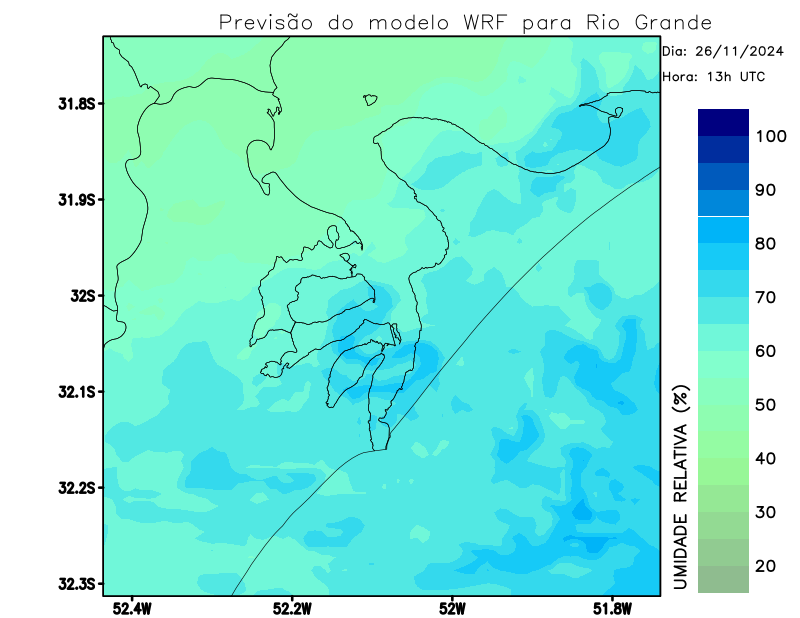 Previsão do modelo WRF para Rio Grande
Dia: 26/11/2024
Hora: 13h UTC
31.8S
31.9S
32S
32.1S
32.2S
32.3S
52.4W
52.2W
52W
51.8W
100
90
80
70
60
50
40
30
20
UMIDADE RELATIVA (%)